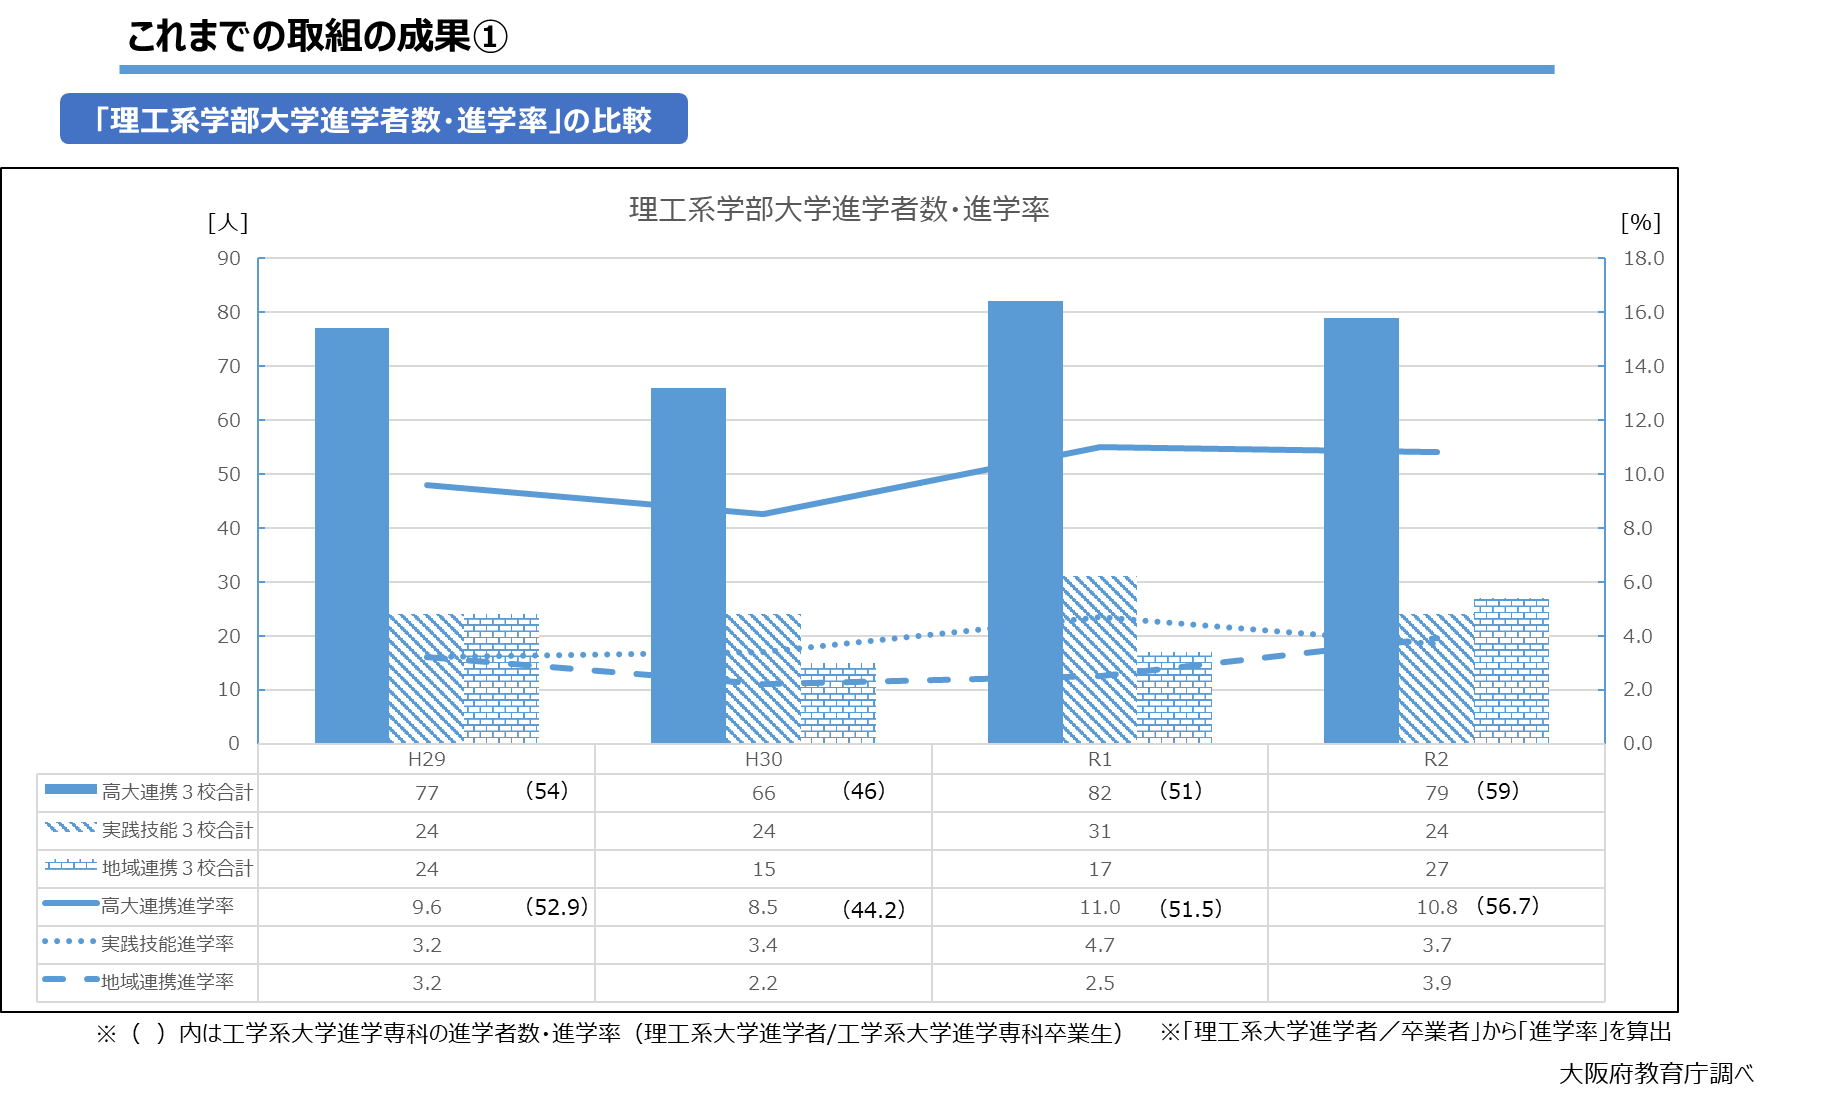 これまでの取組の成果①
「理工系学部大学進学者数・進学率」の比較
理工系学部大学進学者数・進学率
[人]
[%]
90 18.0
80 16.0
70 14.0
60 12.0
50 10.0
40 8.0
30 6.0
20 4.0
10 2.0
0 0.0
H29 H30 R1 R2
高大連携３校合計 77 （54） 66 （46） 82 （51） 79 （59）
実践技能３校合計 24 24 31 24
地域連携３校合計 24 15 17 27
高大連携進学率 9.6 （52.9） 8.5 （44.2） 11.0 （51.5） 10.8 （56.7）
実践技能進学率 3.2 3.4 4.7 3.7
地域連携進学率 3.2 2.2 2.5 3.9
※（　）内は工学系大学進学専科の進学者数・進学率（理工系大学進学者/工学系大学進学専科卒業生） ※「理工系大学進学者／卒業者」から「進学率」を算出
大阪府教育庁調べ